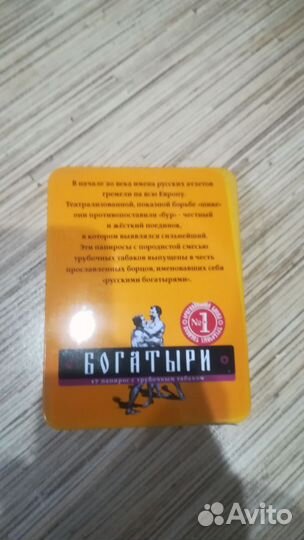 В начале 20 века имена русских атлетов
гремели на всю Европу.
Театрализованной, показной борьбе «шике»
они противопоставили «бур» - честный
и жёсткий поединок,
в котором выявлялся сильнейший.
Эти папиросы с породистой смесью
трубочных табаков выпущены в честь
прославленных борцов, именовавших себя
«русскими богатырями».
№1
БОГАТЫРИ
17 папирос с трубочным табаком
Avito